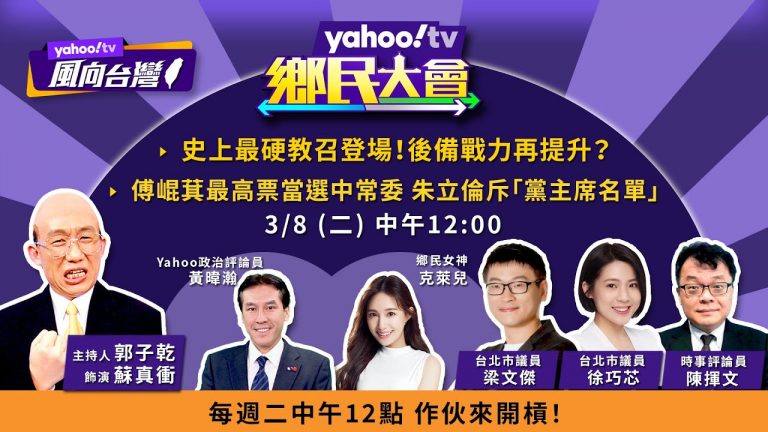 yahoo!tv
風向台灣
yahoo!tv
鄉民大會
史上最硬教召登場!後備戰力再提升?
傅崐萁最高票當選中常委 朱立倫斥「黨主席名單」
3/8 (二) 中午12:00
主持人 郭子乾
飾演 蘇真衝
Yahoo政治評論員
黃暐瀚
鄉民女神
克萊兒
台北市議員
梁文傑
台北市議員
徐巧芯
時事評論員
陳揮文
每週二中午12點 作伙來開槓!